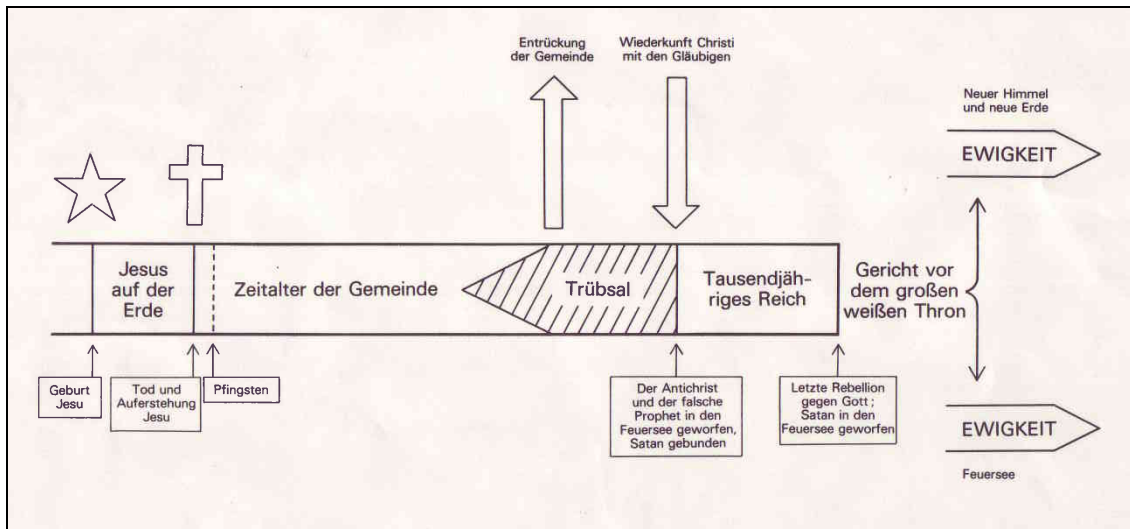 Entrückung
der Gemeinde
Wiederkunft Christi
mit den Gläubigen
Neuer Himmel
und neue Erde
EWIGKEIT
Jesus
auf der
Erde
Zeitalter der Gemeinde
Trübsal
Tausendjäh-
riges Reich
Gericht vor
dem großen
weißen Thron
Geburt
Jesu
Tod und
Auferstehung
Jesu
Pfingsten
Der Antichrist
und der falsche
Prophet in den
Feuersee geworfen,
Satan gebunden
Letzte Rebellion
gegen Gott;
Satan in den
Feuersee geworfen
EWIGKEIT
Feuersee